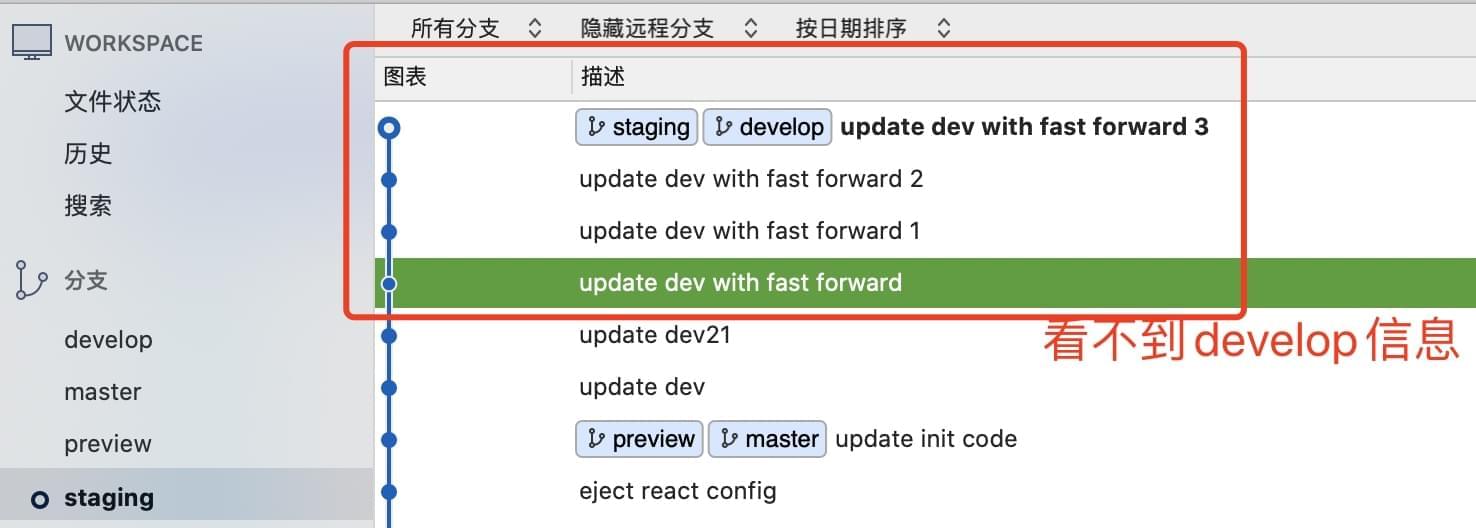 WORKSPACE
文件状态
历史
搜索
分支
develop
master
preview
staging
所有分支 隐藏远程分支 按日期排序
图表 描述
staging develop update dev with fast forward 3
update dev with fast forward 2
update dev with fast forward 1
update dev with fast forward
update dev21
看不到develop信息
update dev
preview master update init code
eject react config